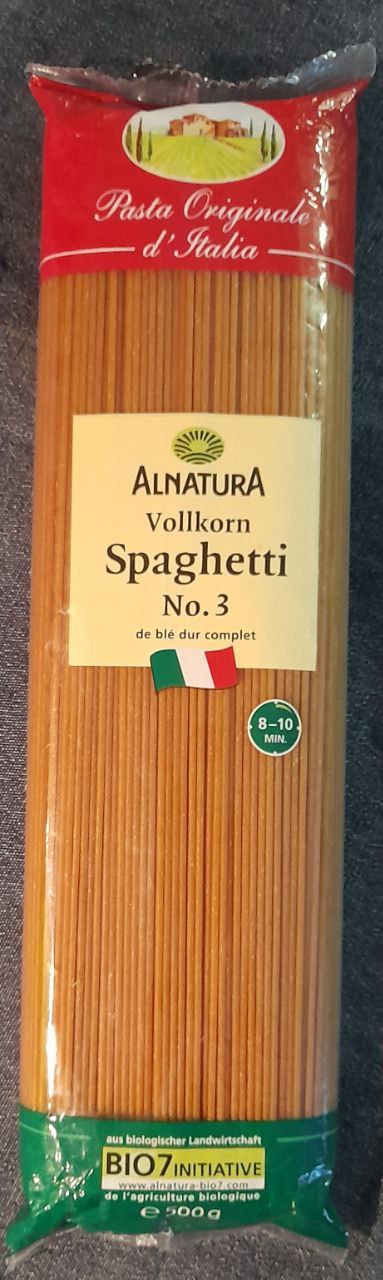 Pasta Originale
d'Italia
ALNATURA
Vollkorn
Spaghetti
No. 3
de blé dur complet
8–10
MIN.
aus biologischer Landwirtschaft
BIO7 INITIATIVE
www.alnatura-bio7.com
de l'agriculture biologique
℮ 500g